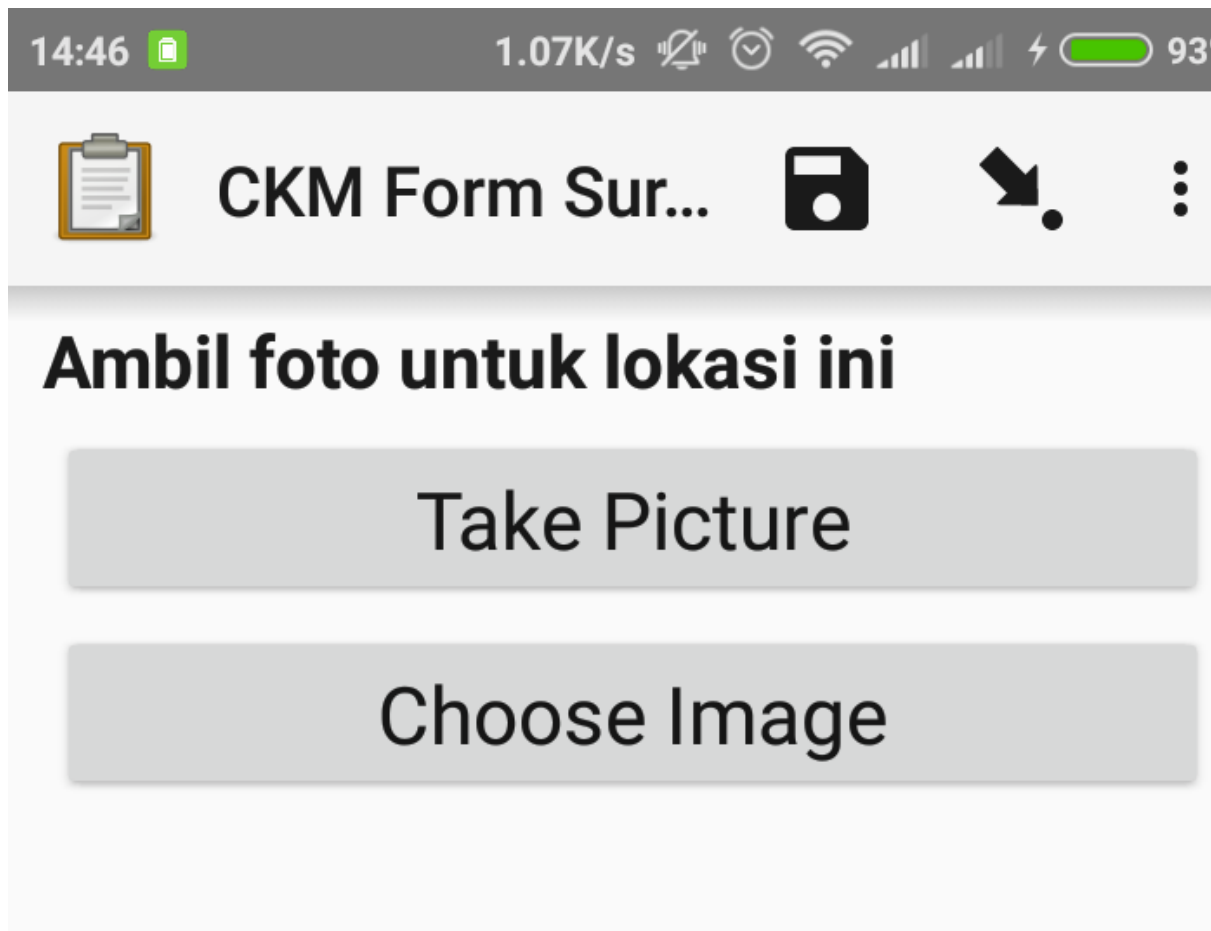 14:46 1.07K/s 93
CKM Form Sur...
Ambil foto untuk lokasi ini
Take Picture
Choose Image